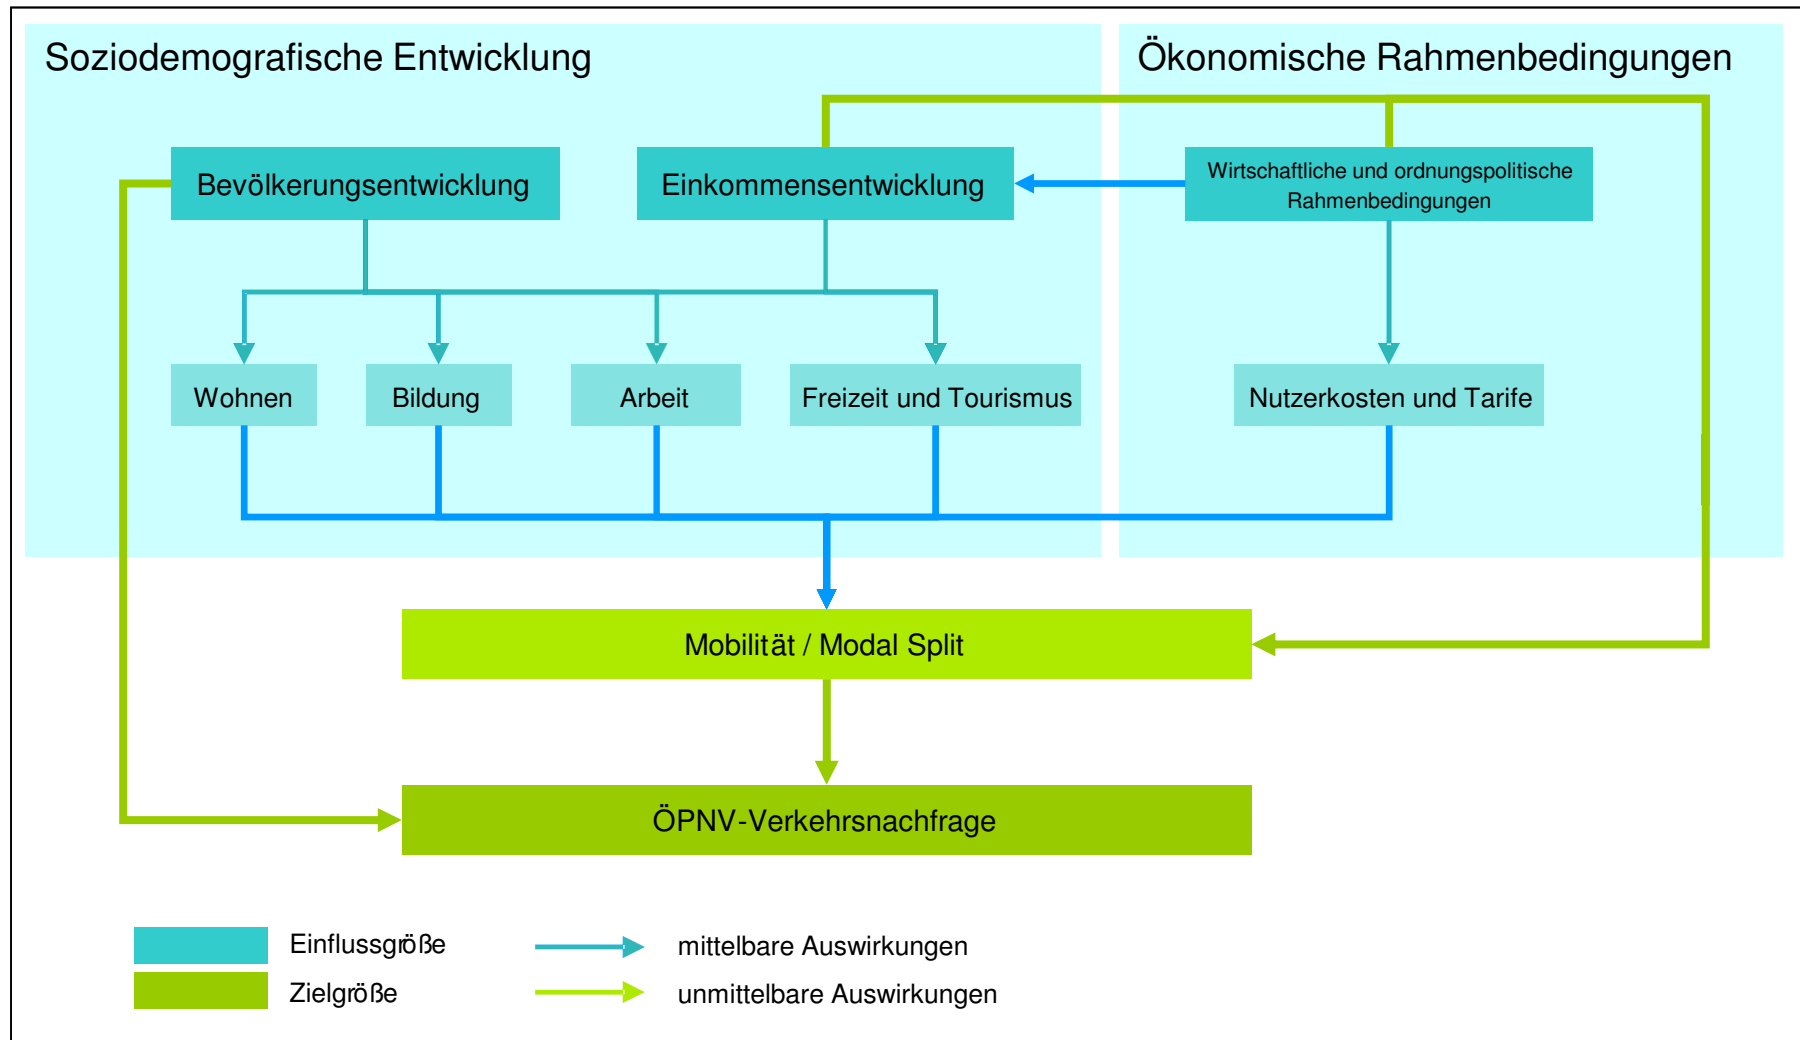 Soziodemografische Entwicklung
Ökonomische Rahmenbedingungen
Bevölkerungsentwicklung
Einkommensentwicklung
Wirtschaftliche und ordnungspolitische
Rahmenbedingungen
Wohnen
Bildung
Arbeit
Freizeit und Tourismus
Nutzerkosten und Tarife
Mobilität / Modal Split
ÖPNV-Verkehrsnachfrage
Einflussgröße
mittelbare Auswirkungen
Zielgröße
unmittelbare Auswirkungen